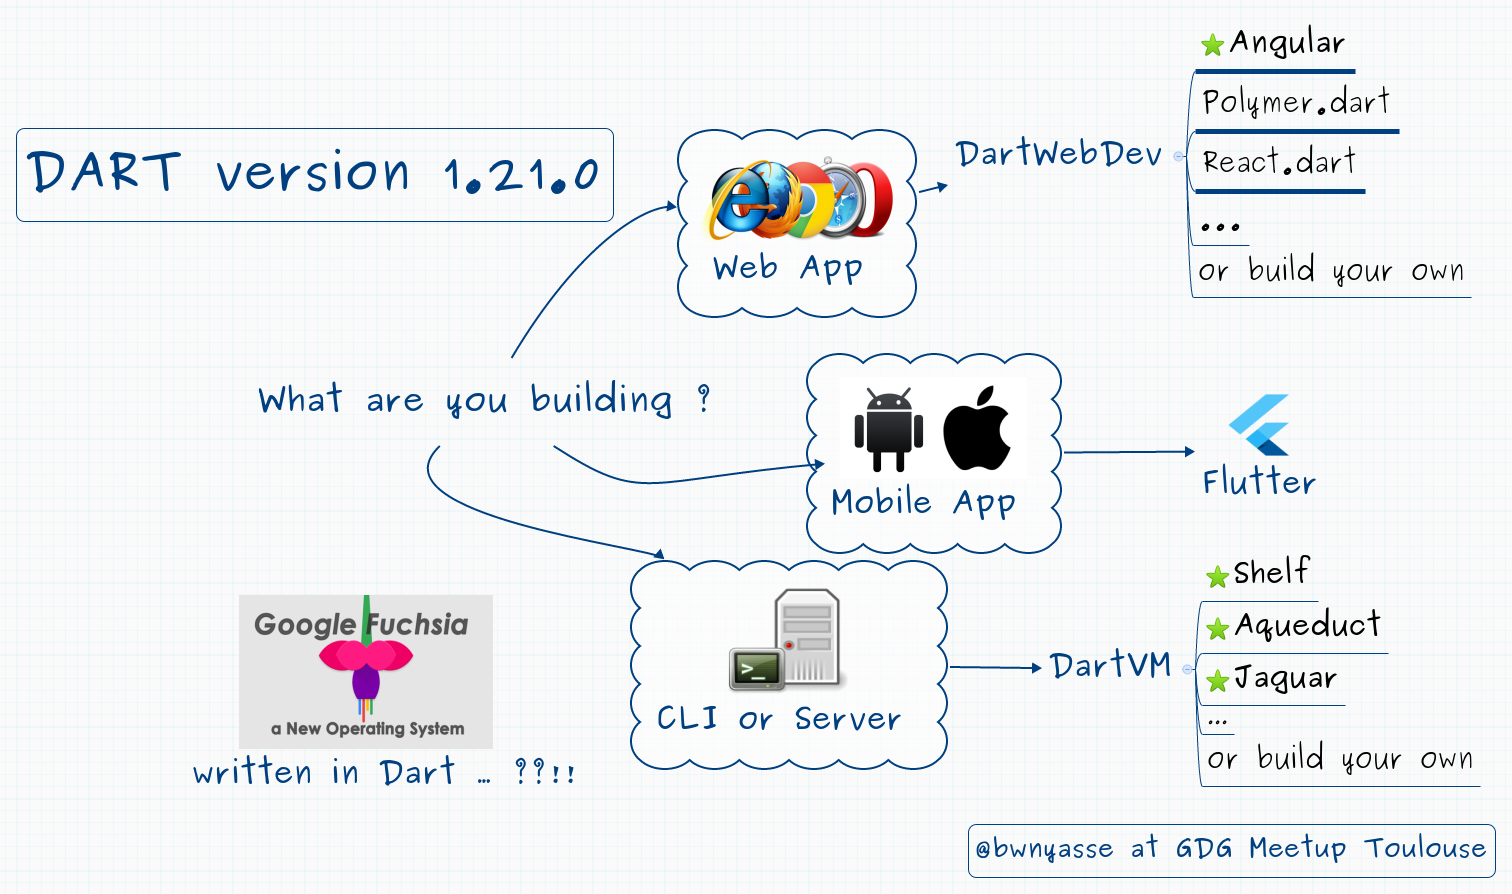 DART version 1.21.0
Web App
DartWebDev
Angular
Polymer.dart
React.dart
...
or build your own
What are you building ?
Mobile App
Flutter
CLI or Server
>_
DartVM
Shelf
Aqueduct
Jaguar
...
or build your own
Google Fuchsia
a New Operating System
written in Dart ... ??!!
@bwnyasse at GDG Meetup Toulouse